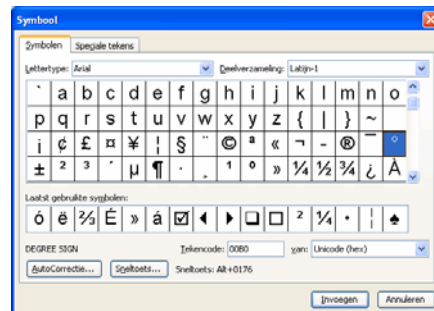 Symbool
Symbolen Speciale tekens
Lettertype: Arial Deelverzameling: Latijn-1
` a b c d e f g h i j k l m n o
p q r s t u v w x y z { | } ~
¡ ¢ £ ¤ ¥ ¦ § ¨ © ª « ¬ - ® ¯ °
± ² ³ ´ µ ¶ · ¸ ¹ º » ¼ ½ ¾ ¿ À
Laatst gebruikte symbolen:
ó ë ⅔ É » á ☑ ◄ ► ❑ □ ² ¼ • ¦ ♠
DEGREE SIGN Tekencode: 00B0 van: Unicode (hex)
AutoCorrectie... Sneltoets... Sneltoets: Alt+0176
Invoegen Annuleren